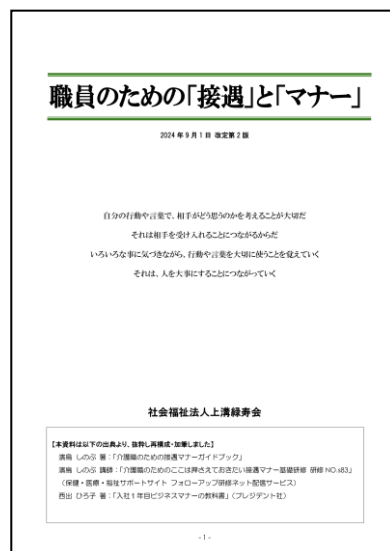 職員のための「接遇」と「マナー」
2024年9月1日 改定第2版
自分の行動や言葉で、相手がどう思うのかを考えることが大切だ
それは相手を受け入れることにつながるからだ
いろいろな事に気づきながら、行動や言葉を大切に使うことを覚えていく
それは、人を大事にすることにつながっていく
社会福祉法人上溝緑寿会
【本資料は以下の出典より、抜粋し再構成・加筆しました】
濱島 しのぶ 著：「介護職のための接遇マナーガイドブック」
濱島 しのぶ 講師：「介護職のためのここは押さえておきたい接遇マナー基礎研修 研修 NO.s83」
（保健・医療・福祉サポートサイト フォローアップ研修ネット配信サービス）
西出 ひろ子 著：「入社1年目ビジネスマナーの教科書」（プレジデント社）
- 1 -